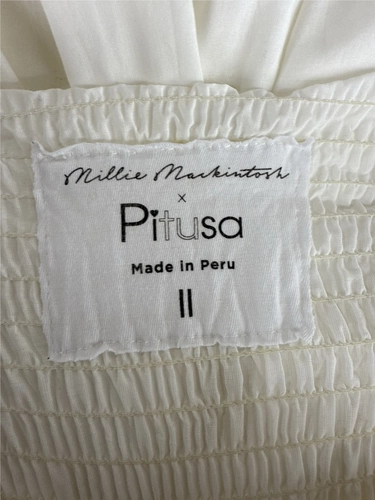 Millie Mackintosh
x
Pitusa
Made in Peru
II